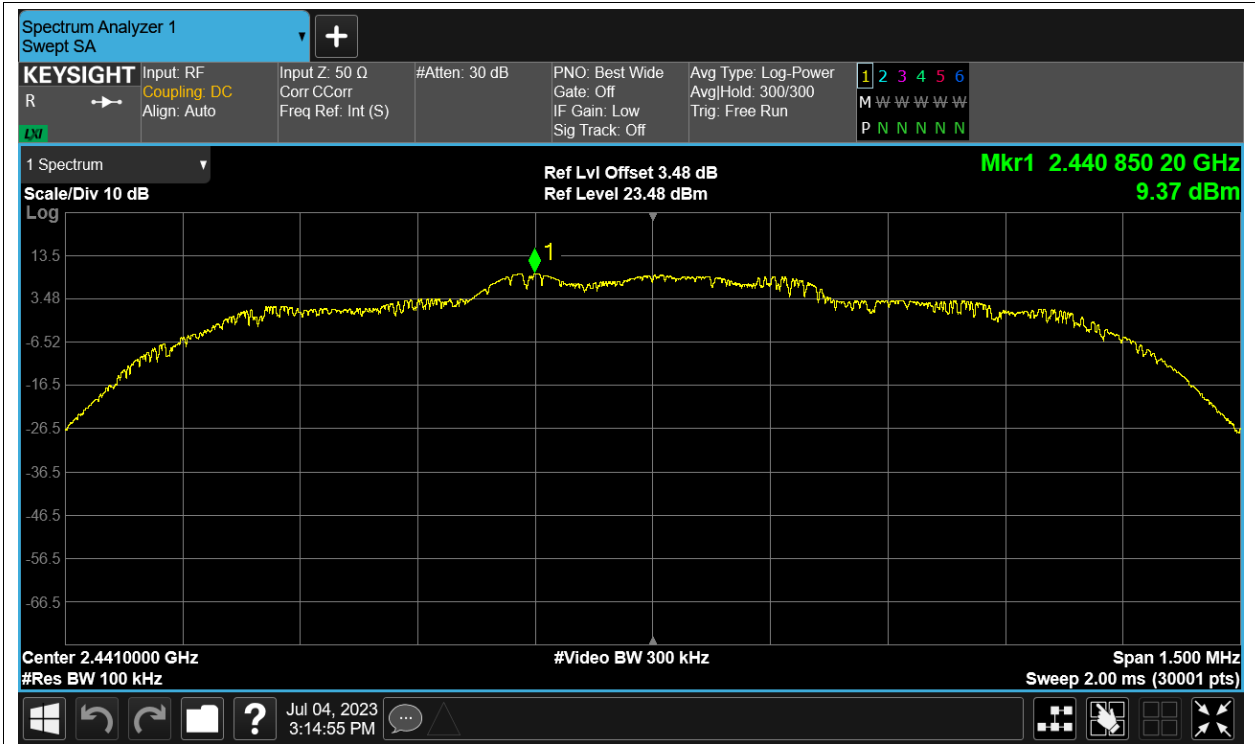 Spectrum Analyzer 1
Swept SA
+
KEYSIGHT
R
LXI
Input: RF
Coupling: DC
Align: Auto
Input Z: 50 Ω
Corr CCorr
Freq Ref: Int (S)
#Atten: 30 dB
PNO: Best Wide
Gate: Off
IF Gain: Low
Sig Track: Off
Avg Type: Log-Power
Avg|Hold: 300/300
Trig: Free Run
1 2 3 4 5 6
M W W W W W
P N N N N N
1 Spectrum
Scale/Div 10 dB
Log
Ref Lvl Offset 3.48 dB
Ref Level 23.48 dBm
Mkr1 2.440 850 20 GHz
9.37 dBm
1
13.5
3.48
-6.52
-16.5
-26.5
-36.5
-46.5
-56.5
-66.5
Center 2.4410000 GHz
#Res BW 100 kHz
#Video BW 300 kHz
Span 1.500 MHz
Sweep 2.00 ms (30001 pts)
?
Jul 04, 2023
3:14:55 PM